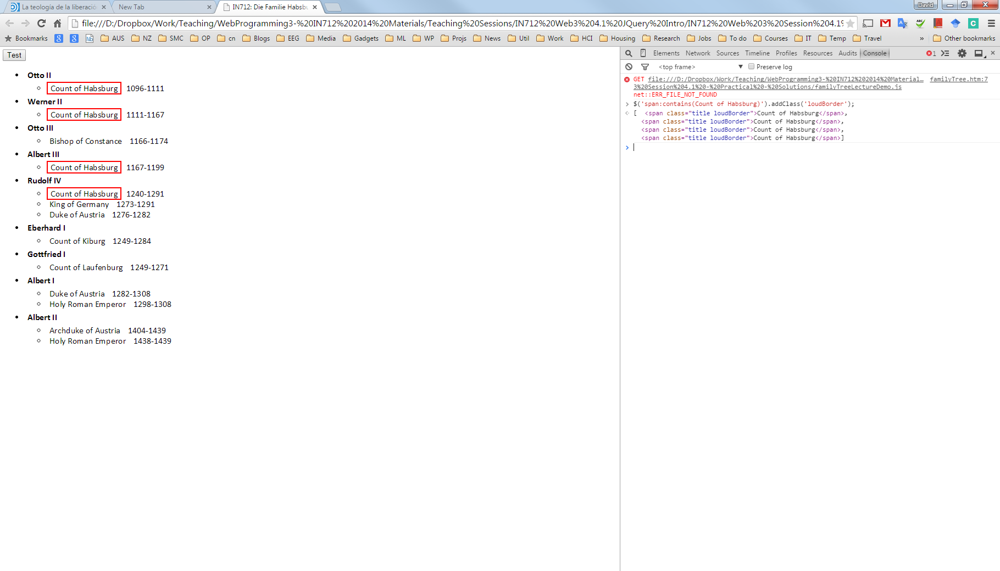 La teología de la liberació
New Tab
IN712: Die Familie Habsbu
David
file:///D:/Dropbox/Work/Teaching/WebProgramming3-%20IN712%202014%20Materials/Teaching%20Sessions/IN712%20Web3%204.1%20JQuery%20Intro/IN712%20Web%203%20Session%204.1%
Bookmarks AUS NZ SMC OP cn Blogs EEG Media Gadgets ML WP Projs News Util Work HCI Housing Research Jobs To do Courses IT Temp Travel » Other bookmarks
Test
Otto II
Count of Habsburg 1096-1111
Werner II
Count of Habsburg 1111-1167
Otto III
Bishop of Constance 1166-1174
Albert III
Count of Habsburg 1167-1199
Rudolf IV
Count of Habsburg 1240-1291
King of Germany 1273-1291
Duke of Austria 1276-1282
Eberhard I
Count of Kiburg 1249-1284
Gottfried I
Count of Laufenburg 1249-1271
Albert I
Duke of Austria 1282-1308
Holy Roman Emperor 1298-1308
Albert II
Archduke of Austria 1404-1439
Holy Roman Emperor 1438-1439
Elements Network Sources Timeline Profiles Resources Audits Console 1
<top frame> Preserve log
GET file:///D:/Dropbox/Work/Teaching/WebProgramming3-%20IN712%202014%20Material… familyTree.htm:7
3%20Session%204.1%20-%20Practical%20-%20Solutions/familyTreeLectureDemo.js
net::ERR_FILE_NOT_FOUND
$('span:contains(Count of Habsburg)').addClass('loudBorder');
[ <span class="title loudBorder">Count of Habsburg</span>,
<span class="title loudBorder">Count of Habsburg</span>,
<span class="title loudBorder">Count of Habsburg</span>,
<span class="title loudBorder">Count of Habsburg</span>]